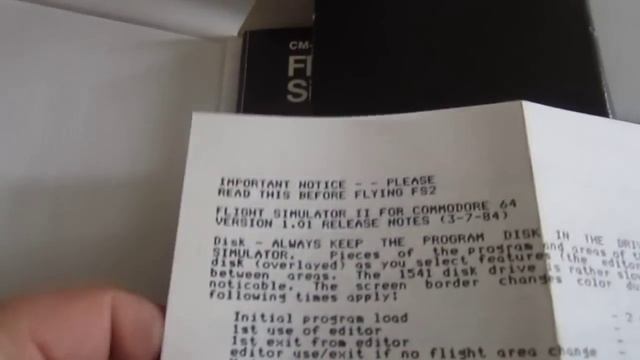 CM-
FL
SI
IMPORTANT NOTICE - - PLEASE
READ THIS BEFORE FLYING FS2
FLIGHT SIMULATOR II FOR COMMODORE 64
VERSION 1.01 RELEASE NOTES (3-7-84)
Disk - ALWAYS KEEP THE PROGRAM DISK IN THE DRI
SIMULATOR. Pieces of the program and areas of t
disk (overlayed) as you select features (the edito
between areas. The 1541 disk drive is rather slow
noticable. The screen border changes color du
following times apply:
Initial program load - 2
1st use of editor
1st exit from editor
editor use/exit if no flight area change